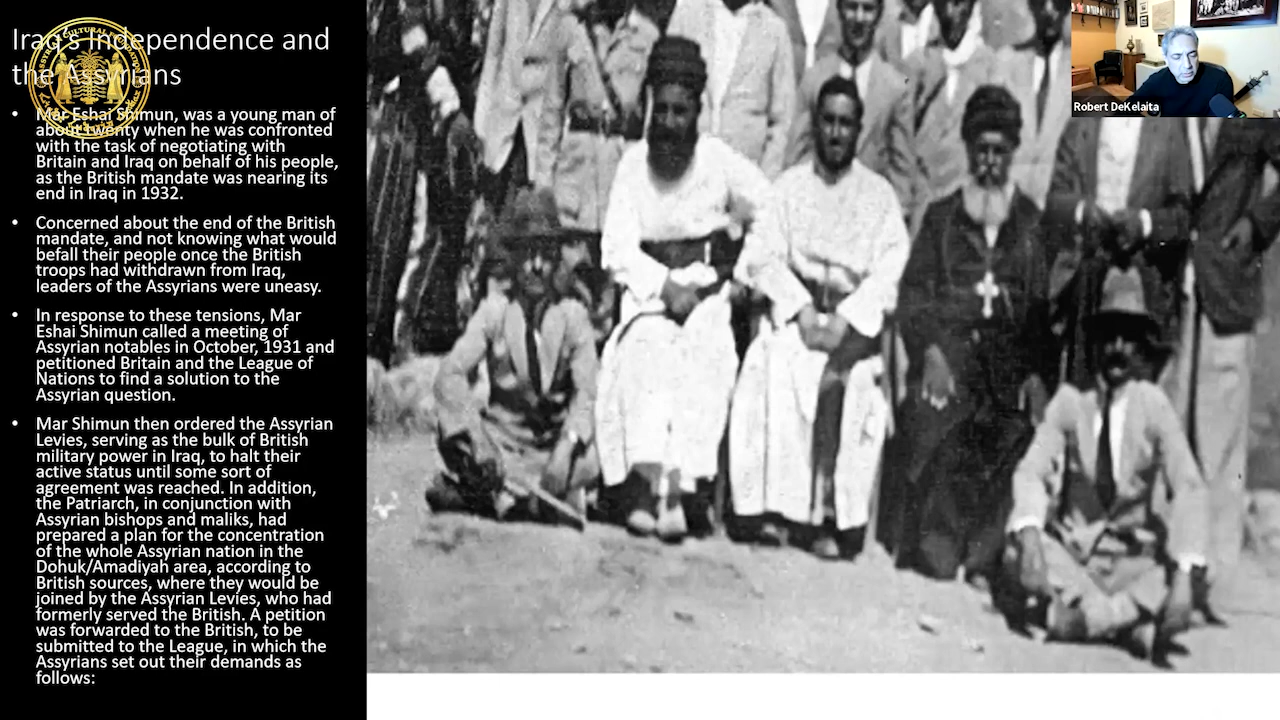 Iraq's Independence and
the Assyrians
• Mar Eshai Shimun, was a young man of
about twenty when he was confronted
with the task of negotiating with
Britain and Iraq on behalf of his people,
as the British mandate was nearing its
end in Iraq in 1932.
• Concerned about the end of the British
mandate, and not knowing what would
befall their people once the British
troops had withdrawn from Iraq,
leaders of the Assyrians were uneasy.
• In response to these tensions, Mar
Eshai Shimun called a meeting of
Assyrian notables in October, 1931 and
petitioned Britain and the League of
Nations to find a solution to the
Assyrian question.
• Mar Shimun then ordered the Assyrian
Levies, serving as the bulk of British
military power in Iraq, to halt their
active status until some sort of
agreement was reached. In addition,
the Patriarch, in conjunction with
Assyrian bishops and maliks, had
prepared a plan for the concentration
of the whole Assyrian nation in the
Dohuk/Amadiyah area, according to
British sources, where they would be
joined by the Assyrian Levies, who had
formerly served the British. A petition
was forwarded to the British, to be
submitted to the League, in which the
Assyrians set out their demands as
follows:
Robert DeKelaita